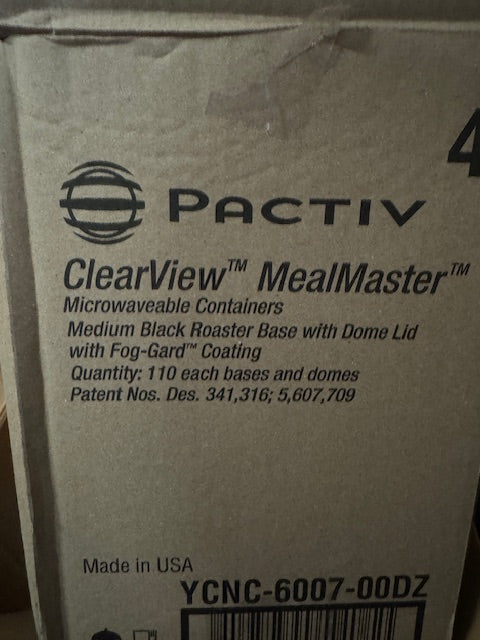 4
PACTIV
ClearView™ MealMaster™
Microwaveable Containers
Medium Black Roaster Base with Dome Lid
with Fog-Gard™ Coating
Quantity: 110 each bases and domes
Patent Nos. Des. 341,316; 5,607,709
Made in USA
YCNC-6007-00DZ